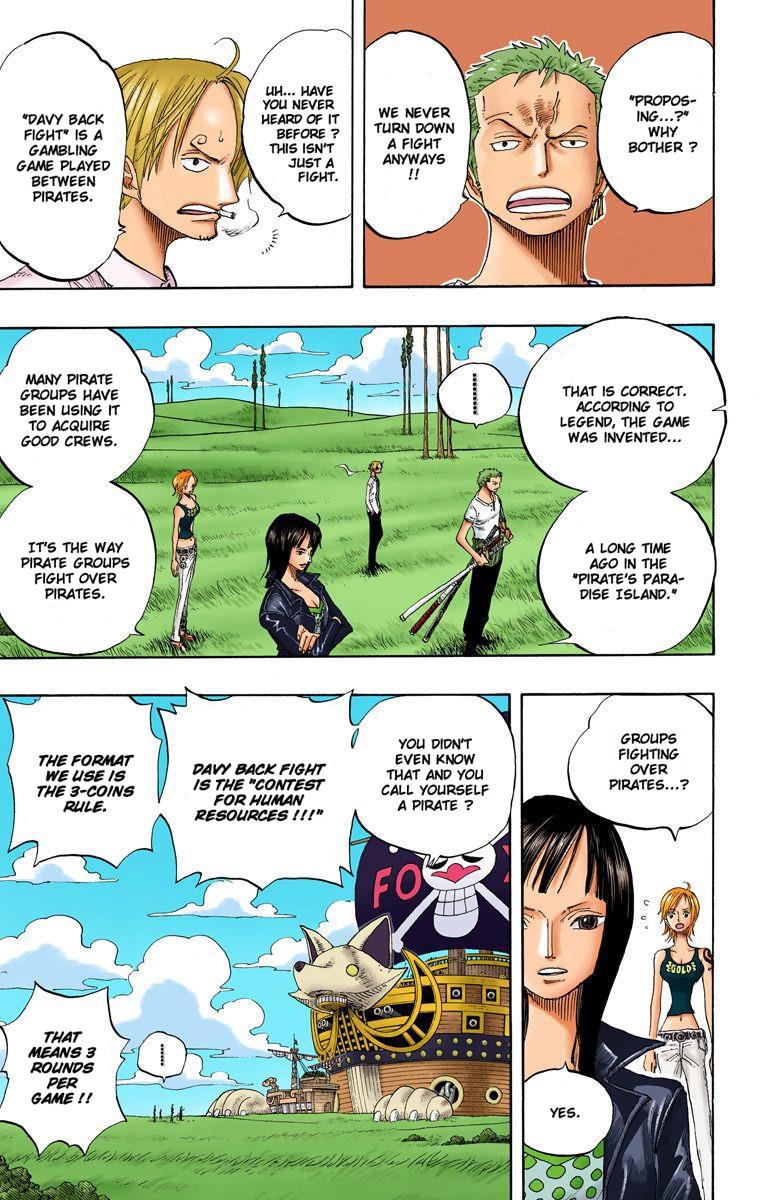 "PROPOS-
ING...?"
WHY
BOTHER ?
WE NEVER
TURN DOWN
A FIGHT
ANYWAYS
!!
UH... HAVE
YOU NEVER
HEARD OF IT
BEFORE ?
THIS ISN'T
JUST A
FIGHT.
"DAVY BACK
FIGHT" IS A
GAMBLING
GAME PLAYED
BETWEEN
PIRATES.
THAT IS CORRECT.
ACCORDING TO
LEGEND, THE GAME
WAS INVENTED...
A LONG TIME
AGO IN THE
"PIRATE'S PARA-
DISE ISLAND."
MANY PIRATE
GROUPS HAVE
BEEN USING IT
TO ACQUIRE
GOOD CREWS.
IT'S THE WAY
PIRATE GROUPS
FIGHT OVER
PIRATES.
GROUPS
FIGHTING
OVER
PIRATES...?
GOLD
YES.
YOU DIDN'T
EVEN KNOW
THAT AND YOU
CALL YOURSELF
A PIRATE ?
DAVY BACK FIGHT
IS THE "CONTEST
FOR HUMAN
RESOURCES !!!"
THE FORMAT
WE USE IS
THE 3-COINS
RULE.
FO X
THAT
MEANS 3
ROUNDS
PER
GAME !!